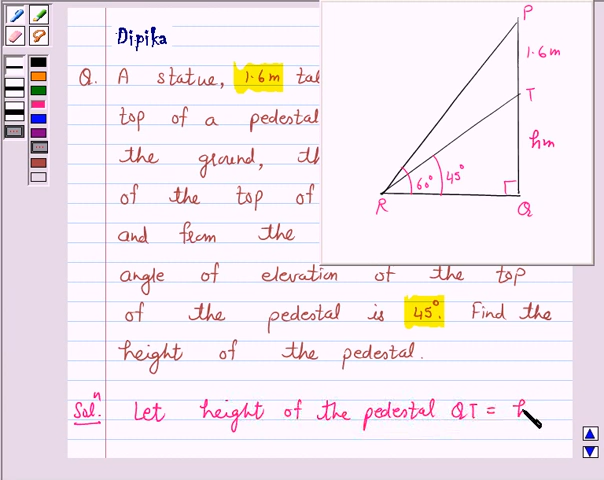 Dipika
Q. A statue, 1.6m
top of a pedestal
the ground,
of the top of
and from the
angle of elevation of the top
of the pedestal is 45°. Find the
height of the pedestal.
Solⁿ. Let height of the pedestal QT = h
P
1.6m
T
hm
60°
45°
R
Q